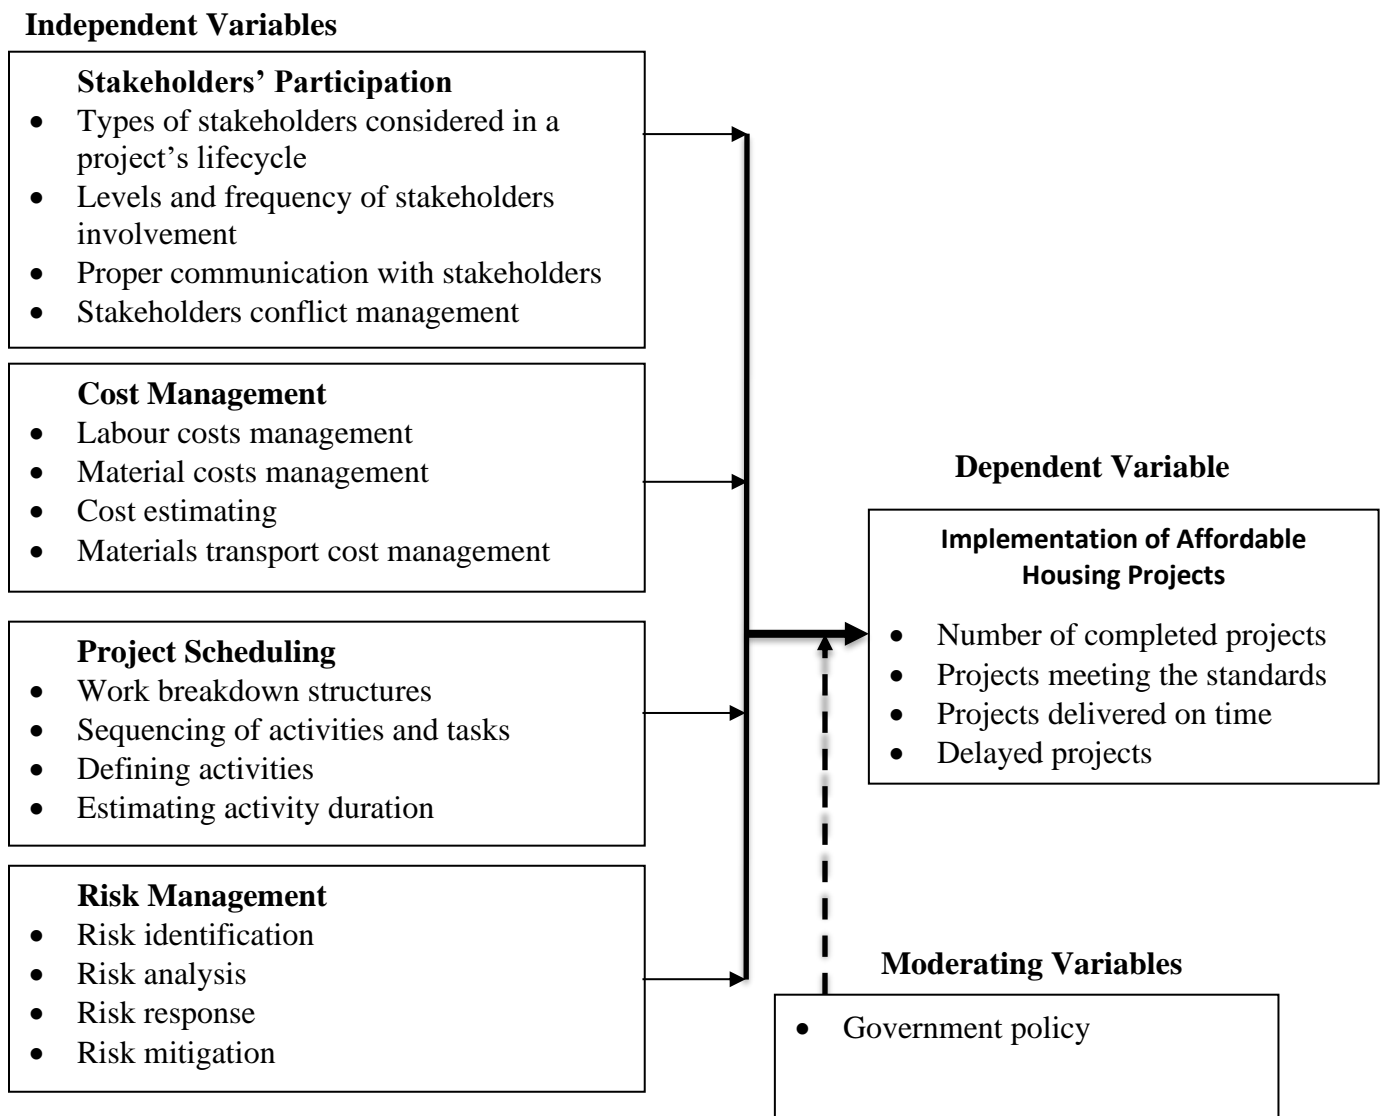 Independent Variables
Stakeholders’ Participation
• Types of stakeholders considered in a
project’s lifecycle
• Levels and frequency of stakeholders
involvement
• Proper communication with stakeholders
• Stakeholders conflict management
Cost Management
• Labour costs management
• Material costs management
• Cost estimating
• Materials transport cost management
Project Scheduling
• Work breakdown structures
• Sequencing of activities and tasks
• Defining activities
• Estimating activity duration
Risk Management
• Risk identification
• Risk analysis
• Risk response
• Risk mitigation
Dependent Variable
Implementation of Affordable
Housing Projects
• Number of completed projects
• Projects meeting the standards
• Projects delivered on time
• Delayed projects
Moderating Variables
• Government policy